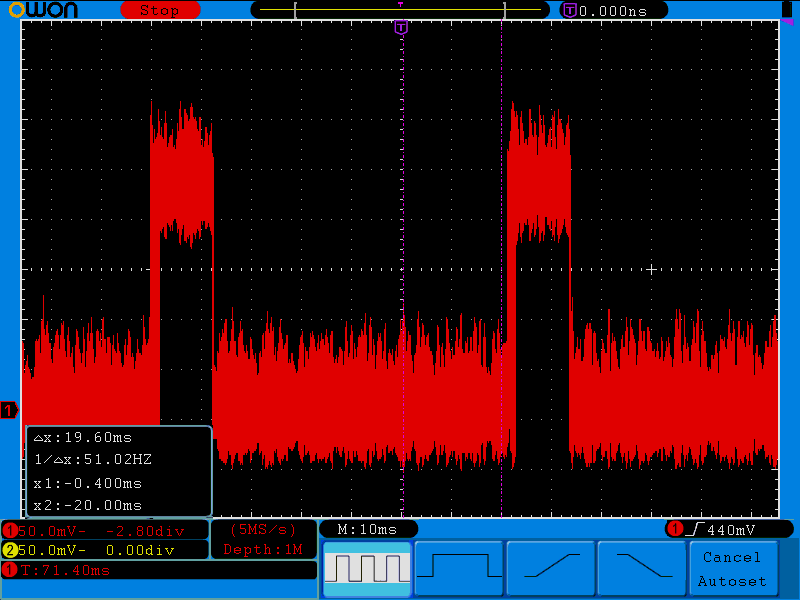 owon Stop T 0.000ns
T
1
△x:19.60ms
1/△x:51.02HZ
x1:-0.400ms
x2:-20.00ms
1 50.0mV- -2.80div (5MS/s) M:10ms 1 440mV
2 50.0mV- 0.00div Depth:1M
1 T:71.40ms
Cancel
Autoset